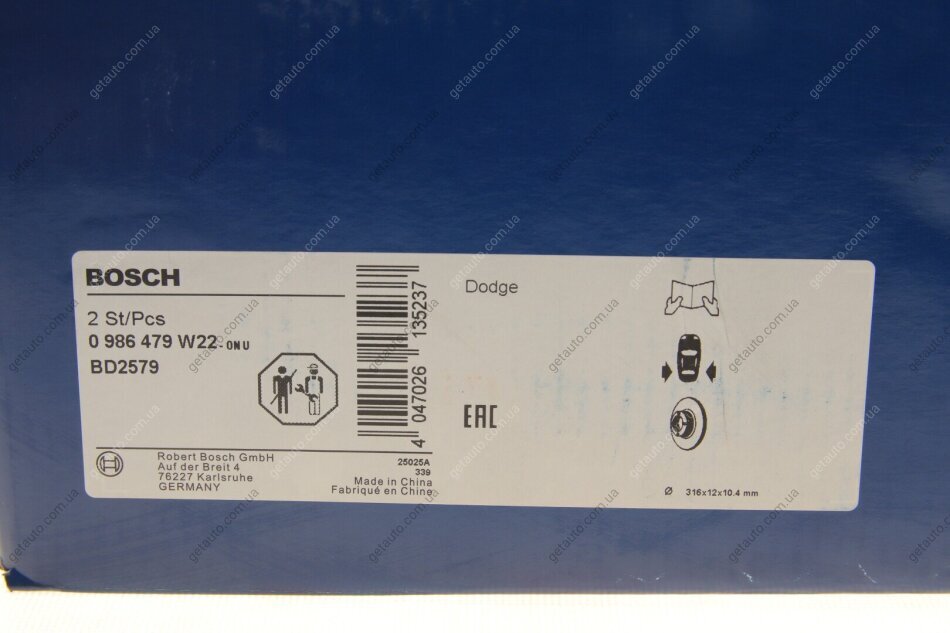 BOSCH
2 St/Pcs
0 986 479 W22-0NU
BD2579
4 047026 135237
Dodge
EAC
Robert Bosch GmbH
Auf der Breit 4
76227 Karlsruhe
GERMANY
25025A
339
Made in China
Fabriqué en Chine
Ø 316x12x10.4 mm
getauto.com.ua